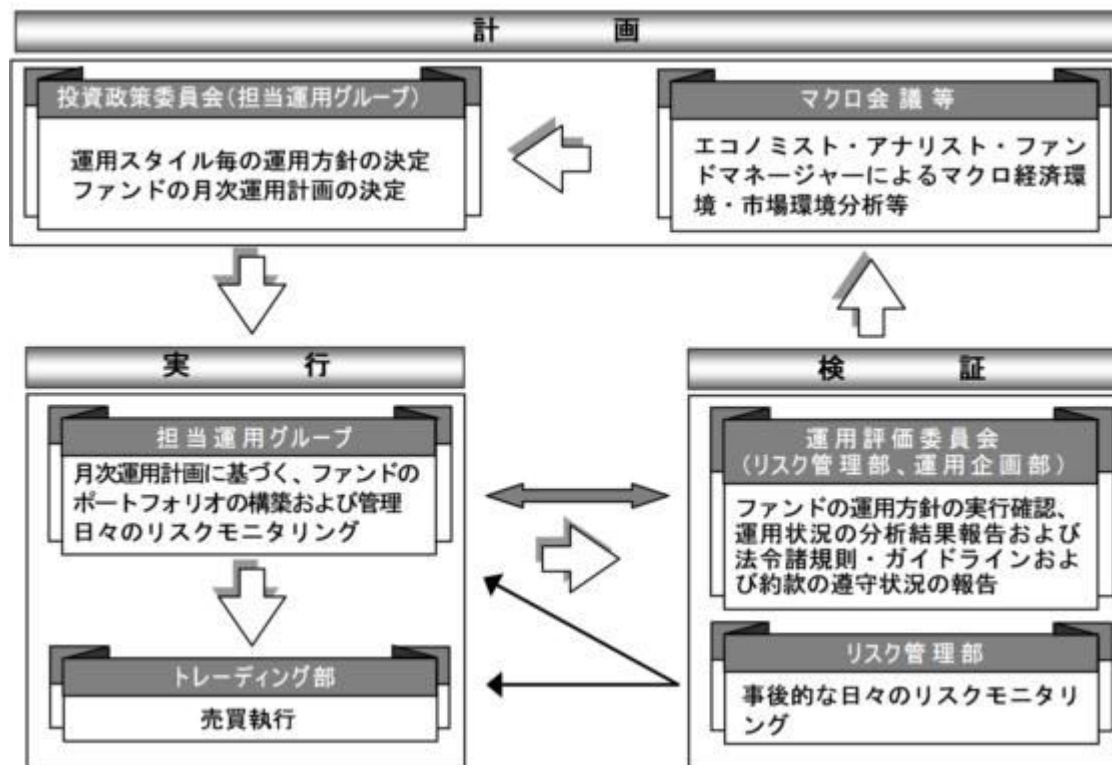 計画
投資政策委員会(担当運用グループ)
運用スタイル毎の運用方針の決定
ファンドの月次運用計画の決定
マクロ会議等
エコノミスト・アナリスト・ファン
ドマネージャーによるマクロ経済環
境・市場環境分析等
実行
担当運用グループ
月次運用計画に基づく、ファンドの
ポートフォリオの構築および管理
日々のリスクモニタリング
トレーディング部
売買執行
検証
運用評価委員会
(リスク管理部、運用企画部)
ファンドの運用方針の実行確認、
運用状況の分析結果報告および
法令諸規則・ガイドラインおよ
び約款の遵守状況の報告
リスク管理部
事後的な日々のリスクモニタリ
ング